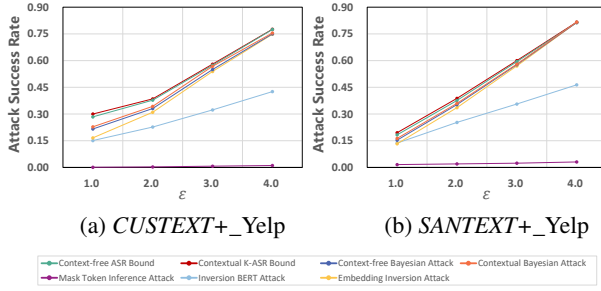 Attack Success Rate
0.90
0.75
0.60
0.45
0.30
0.15
0.00
1.0 2.0 3.0 4.0
ε
(a) CUSTEXT+_Yelp
Attack Success Rate
0.90
0.75
0.60
0.45
0.30
0.15
0.00
1.0 2.0 3.0 4.0
ε
(b) SANTEXT+_Yelp
Context-free ASR Bound Contextual K-ASR Bound Context-free Bayesian Attack Contextual Bayesian Attack
Mask Token Inference Attack Inversion BERT Attack Embedding Inversion Attack